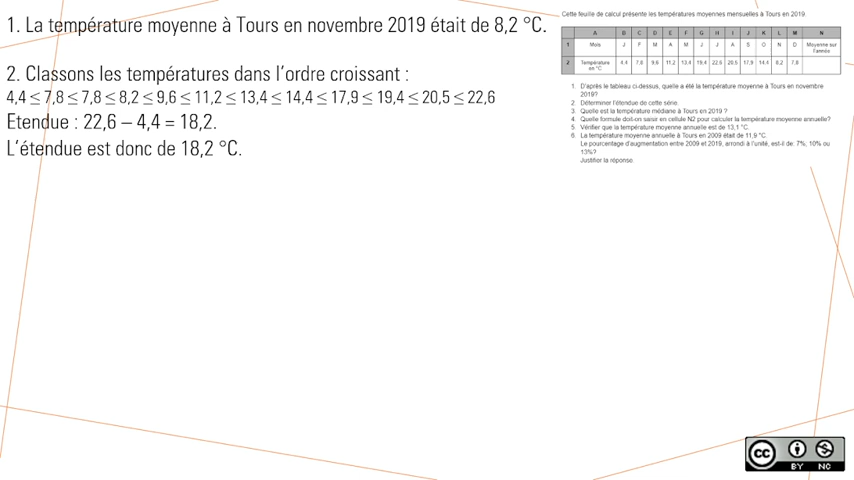 1. La température moyenne à Tours en novembre 2019 était de 8,2 °C.
2. Classons les températures dans l'ordre croissant :
4,4 ≤ 7,8 ≤ 7,8 ≤ 8,2 ≤ 9,6 ≤ 11,2 ≤ 13,4 ≤ 14,4 ≤ 17,9 ≤ 19,4 ≤ 20,5 ≤ 22,6
Etendue : 22,6 – 4,4 = 18,2.
L'étendue est donc de 18,2 °C.
Cette feuille de calcul présente les températures moyennes mensuelles à Tours en 2019
A B C D E F G H I J K L M N
1 Mois J F M A M J J A S O N D Moyenne sur
l'année
2 Température
en °C 4,4 7,8 9,6 11,2 13,4 19,4 22,6 20,5 17,9 14,4 8,2 7,8
1. D'après le tableau ci-dessus, quelle a été la température moyenne à Tours en novembre
2019?
2. Déterminer l'étendue de cette série.
3. Quelle est la température médiane à Tours en 2019 ?
4. Quelle formule doit-on saisir en cellule N2 pour calculer la température moyenne annuelle?
5. Vérifier que la température moyenne annuelle est de 13,1 °C.
6. La température moyenne annuelle à Tours en 2009 était de 11,9 °C.
Le pourcentage d'augmentation entre 2009 et 2019, arrondi à l'unité, est-il de: 7%; 10% ou
13%?
Justifier la réponse.
cc
BY NC